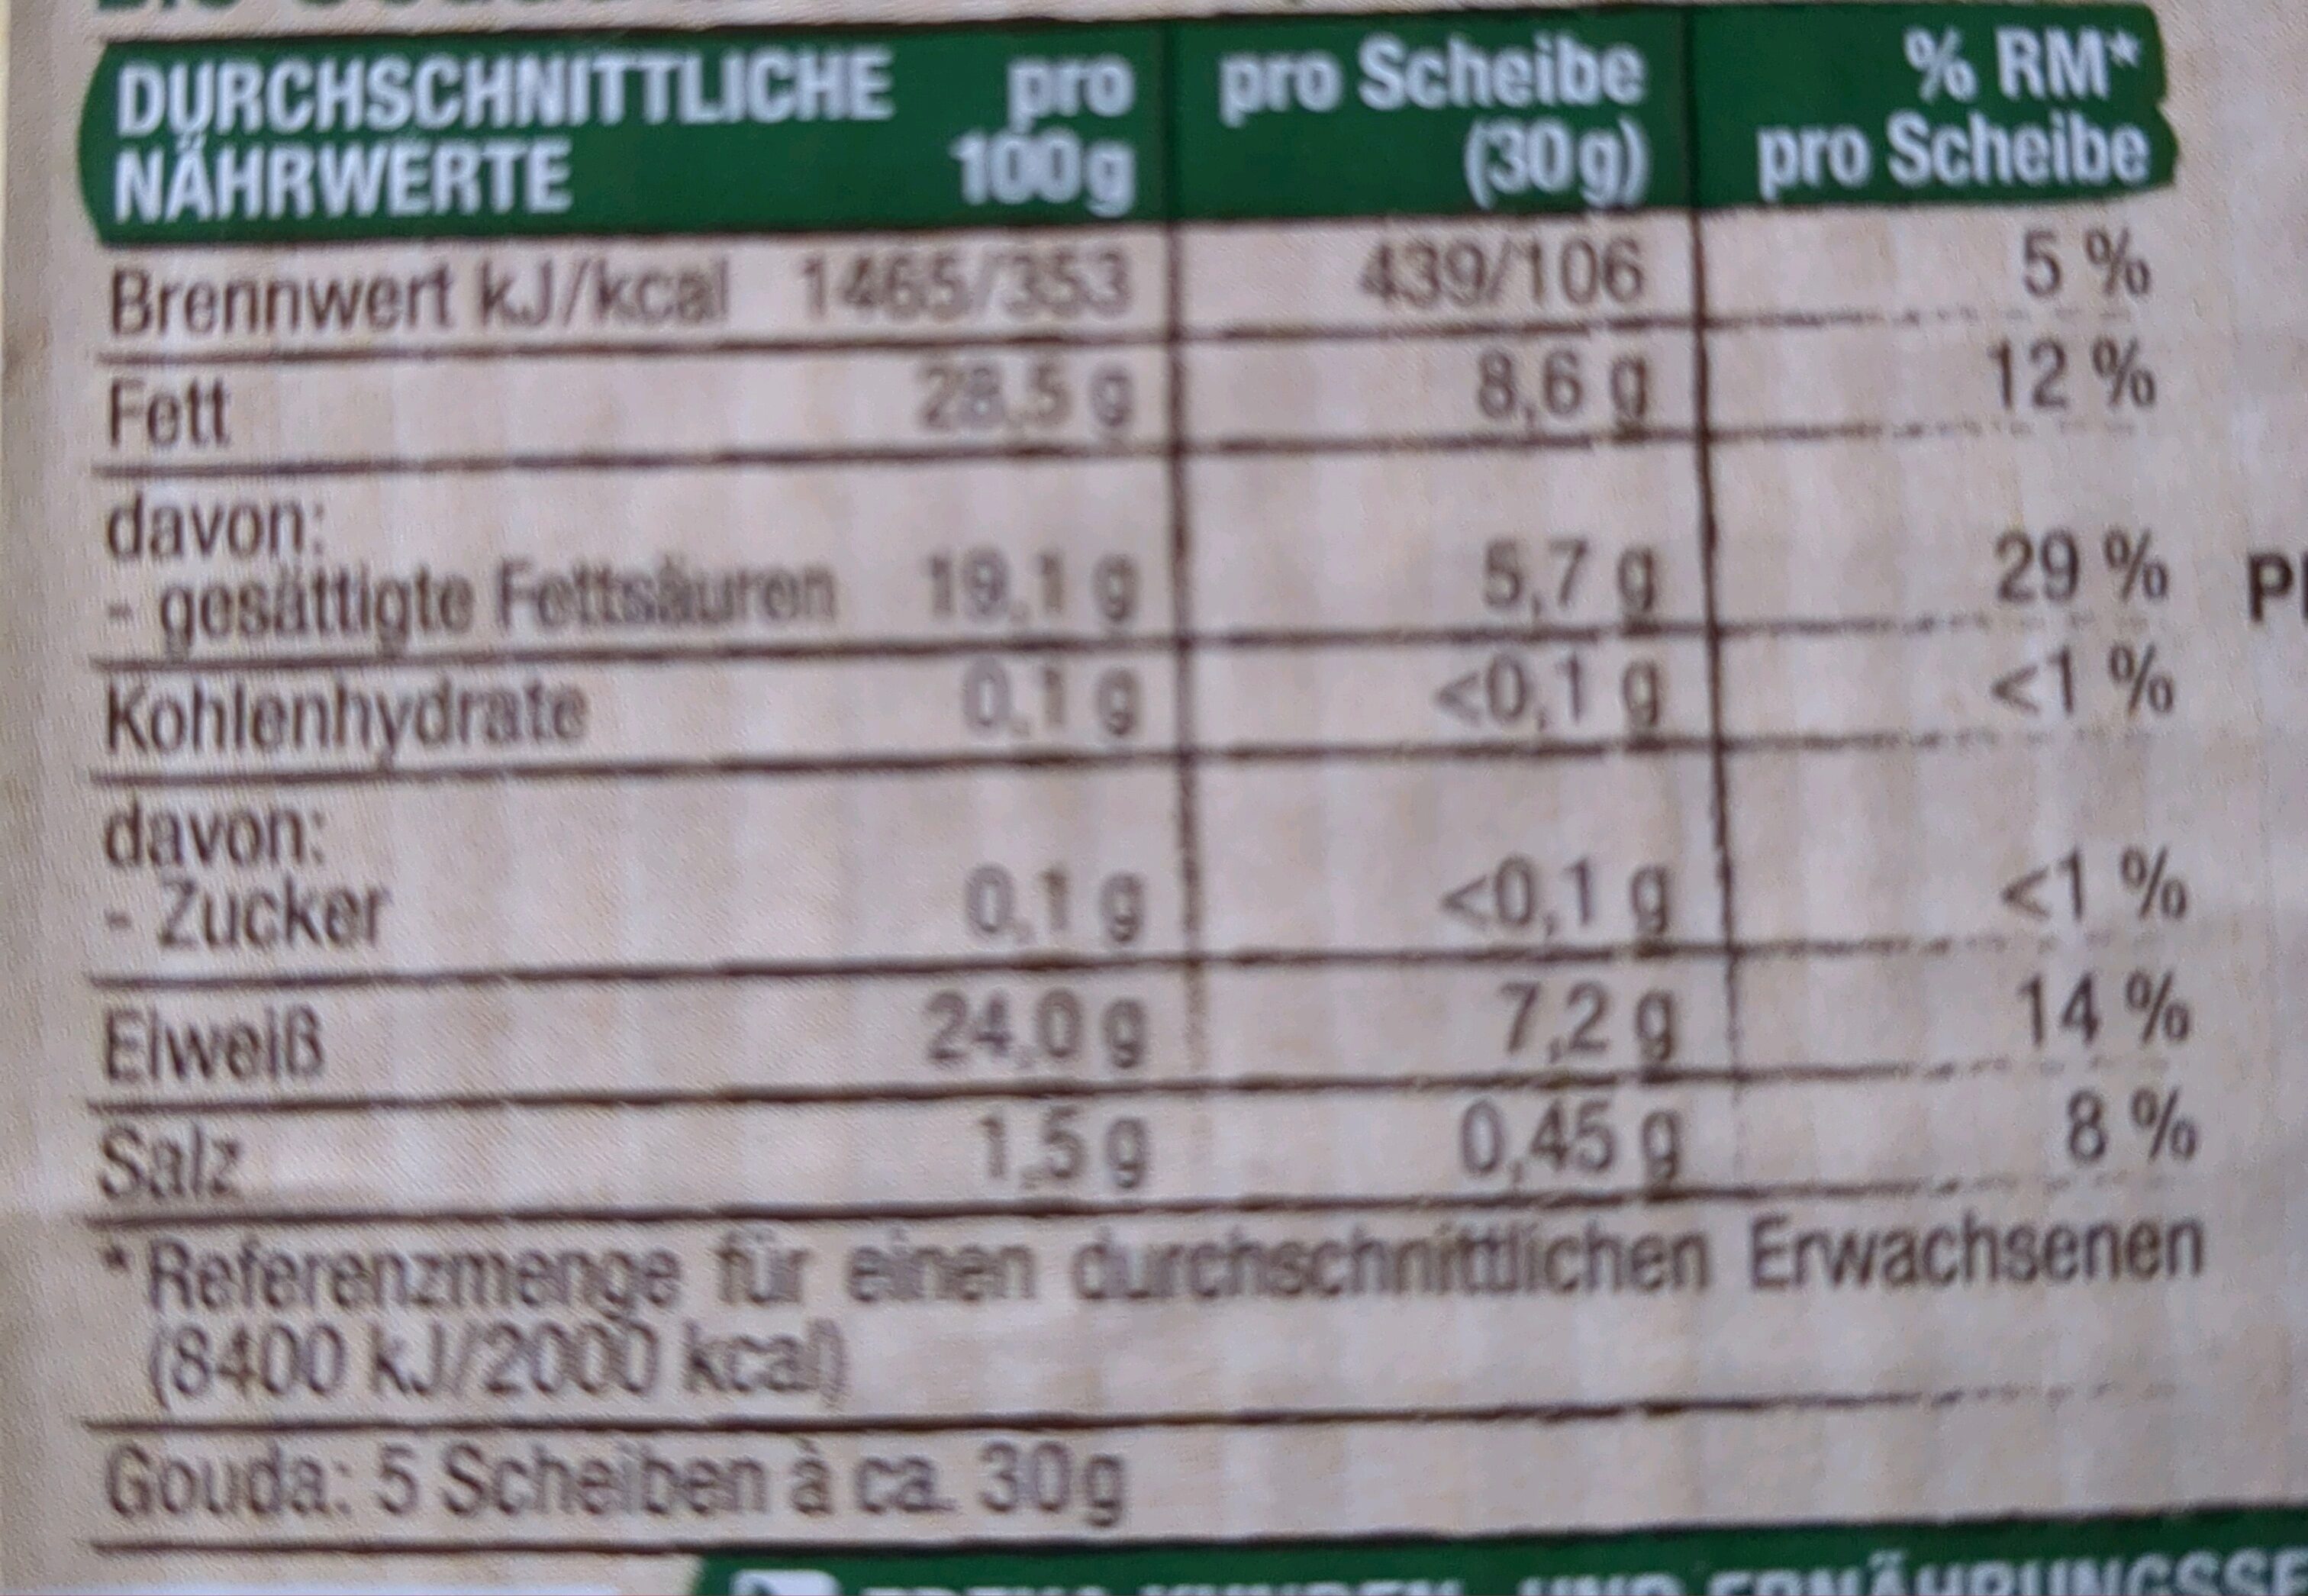 DURCHSCHNITTLICHE pro pro Scheibe % RM*
NÄHRWERTE 100g (30g) pro Scheibe
Brennwert kJ/kcal 1465/353 439/106 5 %
Fett 28,5 g 8,6 g 12 %
davon:
- gesättigte Fettsäuren 19,1 g 5,7 g 29 %
Kohlenhydrate 0,1 g <0,1 g <1 %
davon:
- Zucker 0,1 g <0,1 g <1 %
Eiweiß 24,0 g 7,2 g 14 %
Salz 1,5 g 0,45 g 8 %
* Referenzmenge für einen durchschnittlichen Erwachsenen
(8400 kJ/2000 kcal)
Gouda: 5 Scheiben à ca. 30g